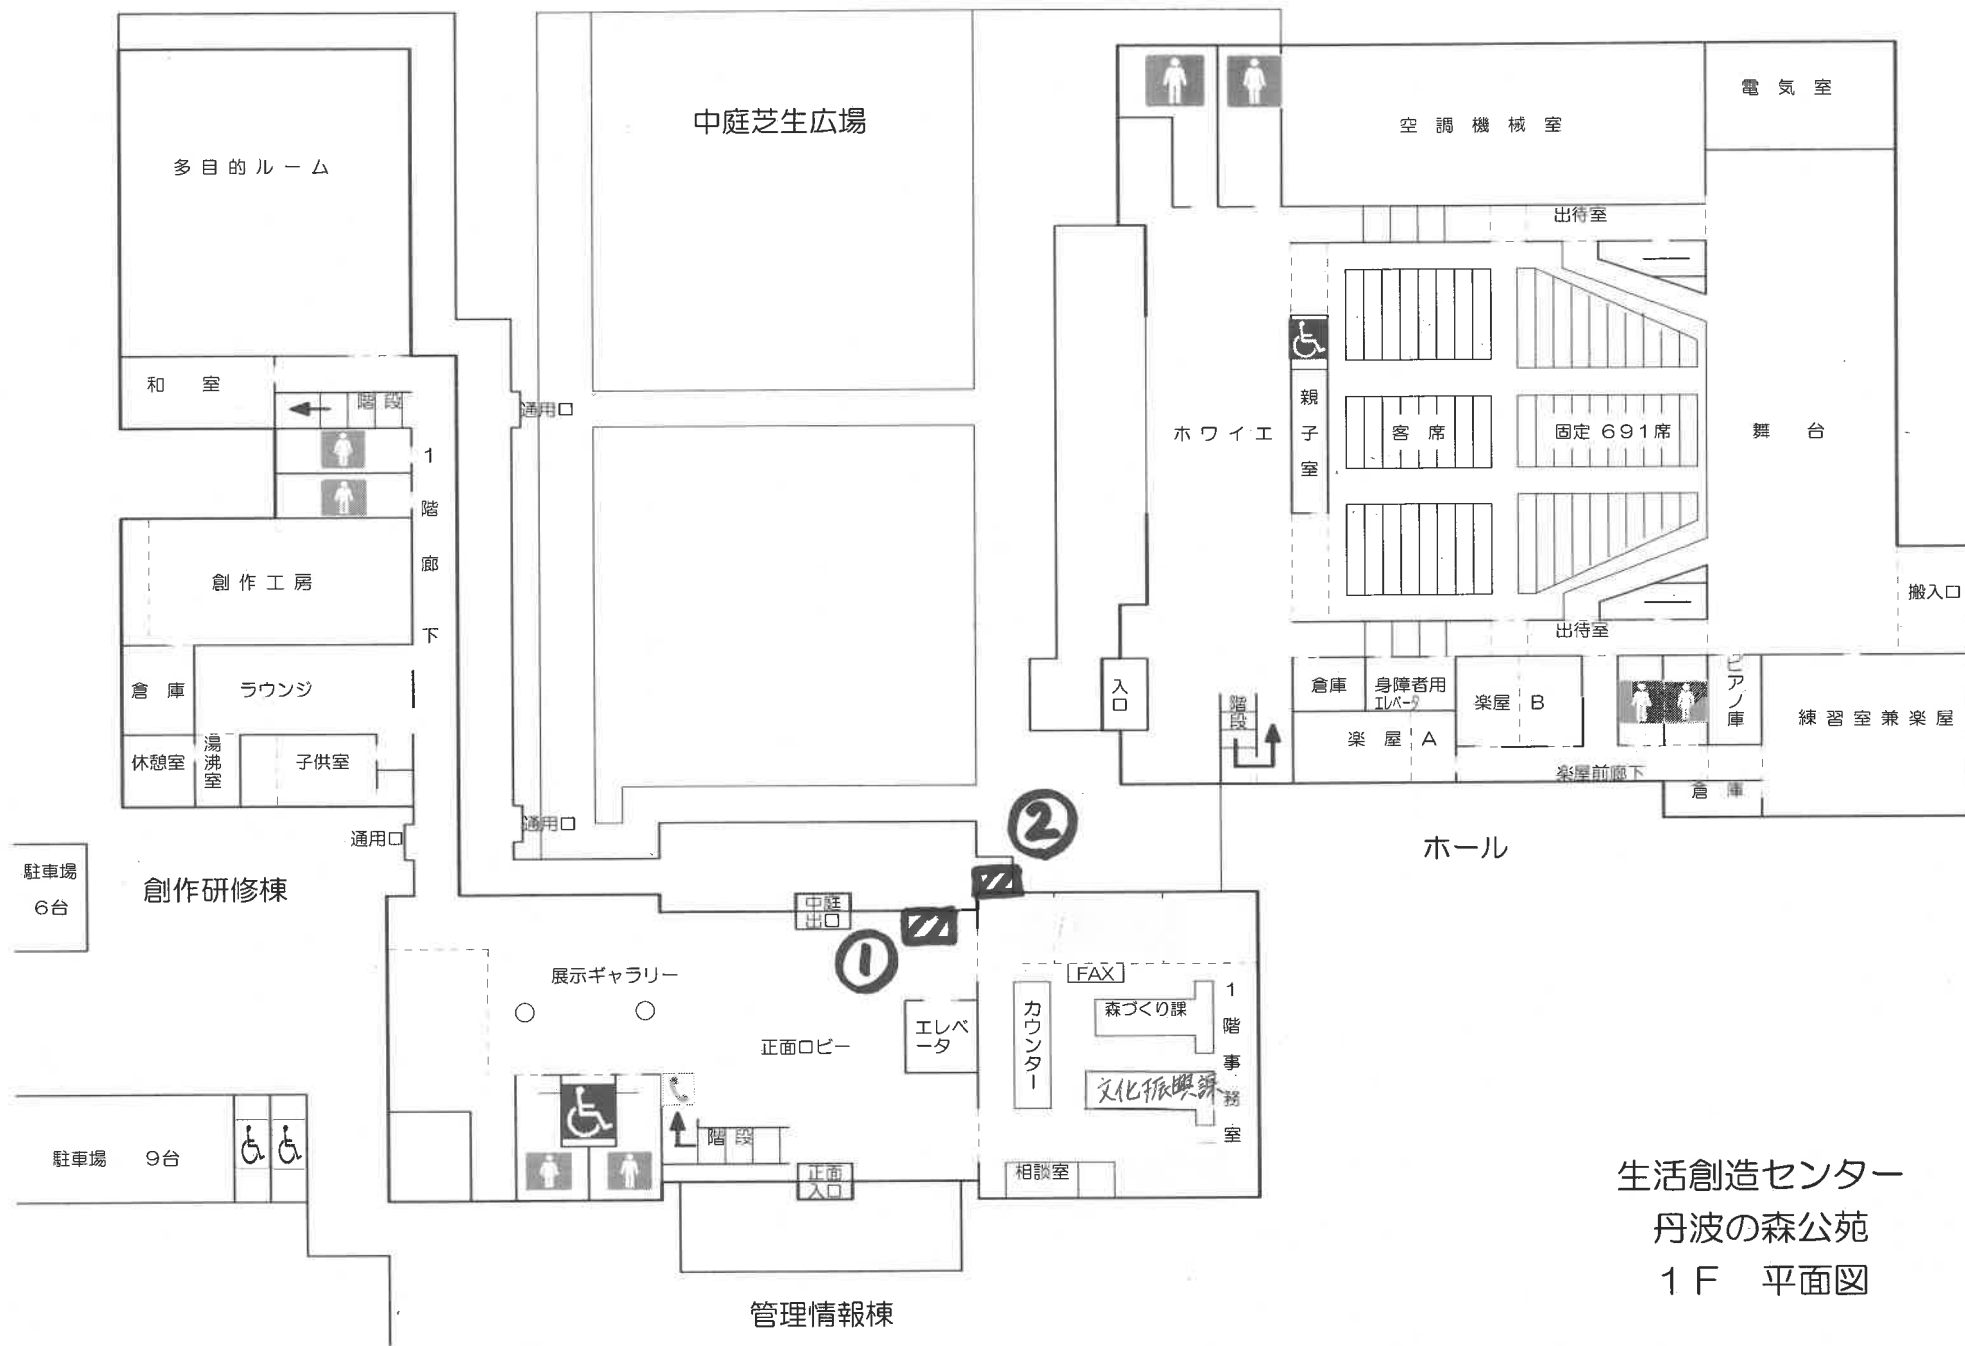 中庭芝生広場
電気室
空調機械室
多目的ルーム
出待室
和室
階段
通用口
1階廊下
ホワイエ
親子室
客席
固定 691席
舞台
創作工房
搬入口
出待室
倉庫
ラウンジ
入口
階段
倉庫
身障者用
エレベータ
楽屋 B
ピアノ庫
練習室兼楽屋
楽屋 A
休憩室
湯沸室
子供室
楽屋前廊下
倉庫
通用口
通用口
②
ホール
駐車場
6台
創作研修棟
中庭
出口
①
展示ギャラリー
FAX
カウンター
森づくり課
1階事務室
エレベ
ータ
正面ロビー
文化振興課
階段
駐車場 9台
正面
入口
相談室
生活創造センター
丹波の森公苑
1F 平面図
管理情報棟